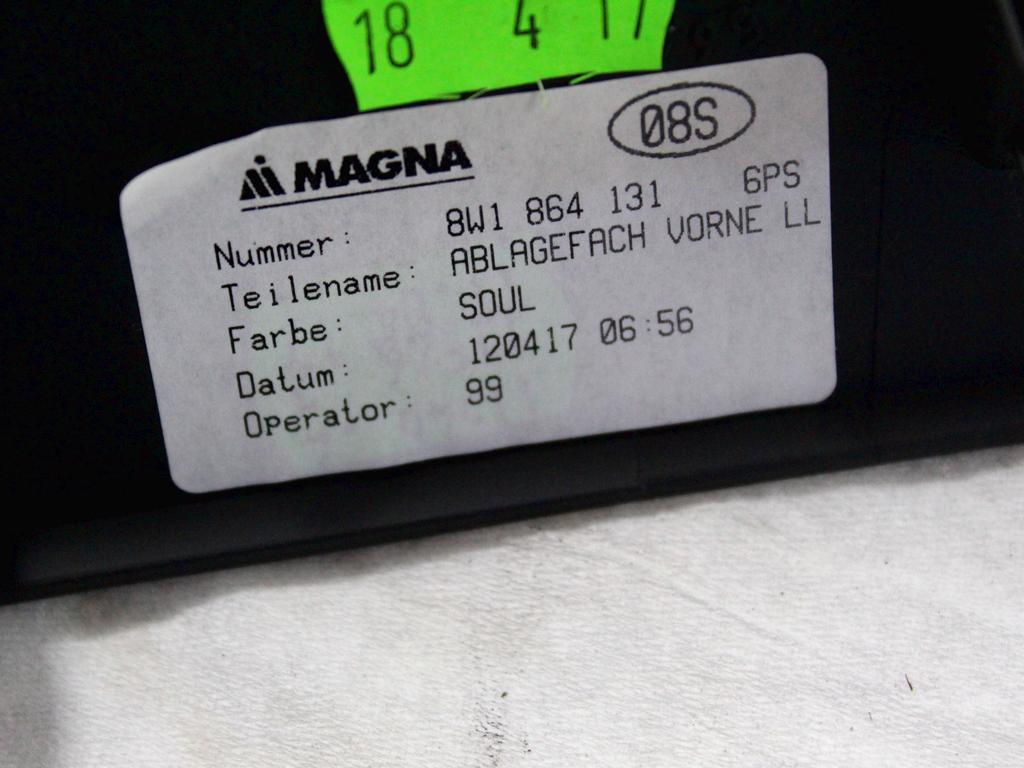 18 4 17
08S
MAGNA
Nummer: 8W1 864 131 6PS
Teilename: ABLAGEFACH VORNE LL
Farbe: SOUL
Datum: 120417 06:56
Operator: 99